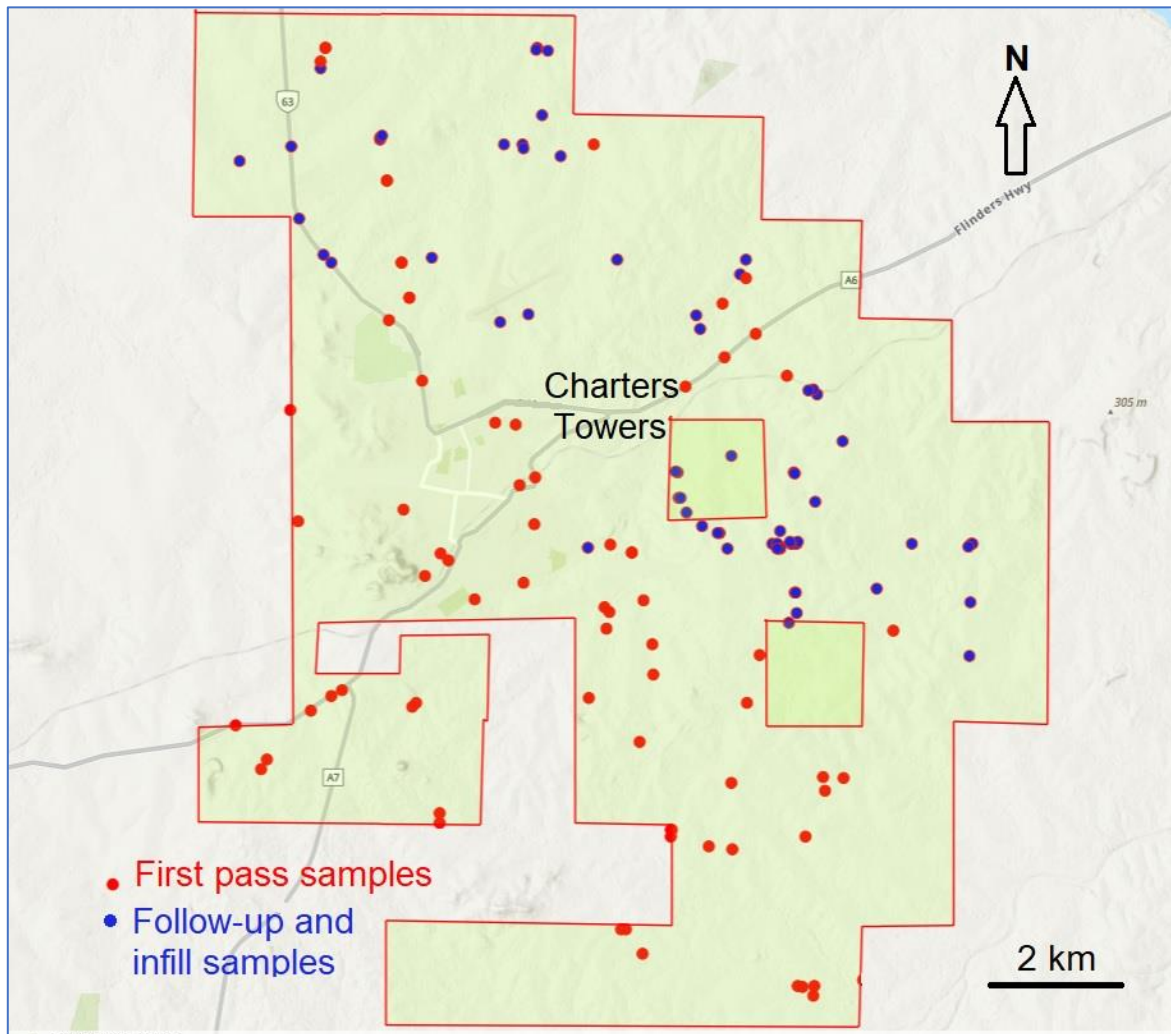 N
63
Flinders Hwy
A6
Charters
Towers
305 m
A7
First pass samples
Follow-up and
infill samples
2 km